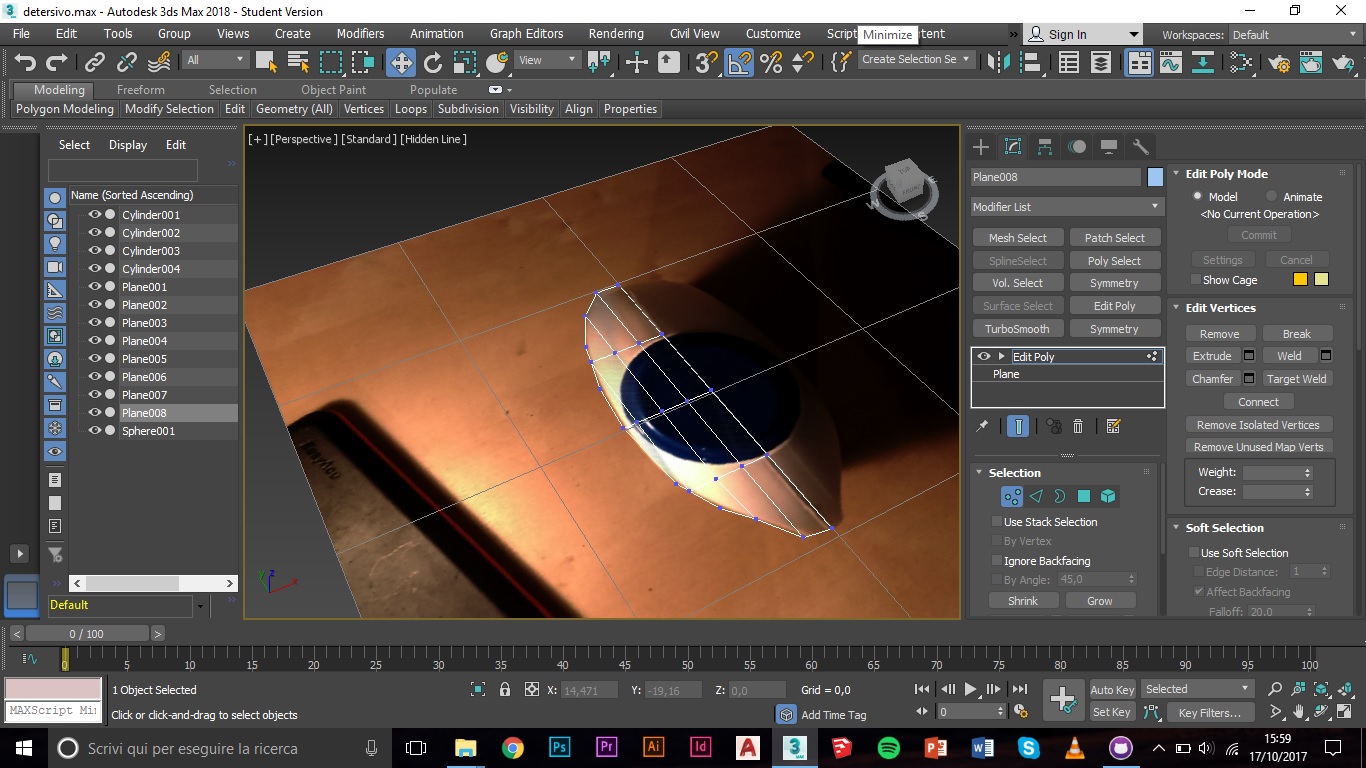 detersivo.max - Autodesk 3ds Max 2018 - Student Version
File Edit Tools Group Views Create Modifiers Animation Graph Editors Rendering Civil View Customize Script Minimize tent » Sign In Workspaces: Default
All View Create Selection Se
Modeling Freeform Selection Object Paint Populate
Polygon Modeling Modify Selection Edit Geometry (All) Vertices Loops Subdivision Visibility Align Properties
Select Display Edit
Name (Sorted Ascending)
Cylinder001
Cylinder002
Cylinder003
Cylinder004
Plane001
Plane002
Plane003
Plane004
Plane005
Plane006
Plane007
Plane008
Sphere001
Default
[+] [Perspective] [Standard] [Hidden Line]
TOP
FRONT
W S E
Plane008
Modifier List
Mesh Select Patch Select
SplineSelect Poly Select
Vol. Select Symmetry
Surface Select Edit Poly
TurboSmooth Symmetry
Edit Poly
Plane
Selection
Use Stack Selection
By Vertex
Ignore Backfacing
By Angle: 45,0
Shrink Grow
Edit Poly Mode
Model Animate
<No Current Operation>
Commit
Settings Cancel
Show Cage
Edit Vertices
Remove Break
Extrude Weld
Chamfer Target Weld
Connect
Remove Isolated Vertices
Remove Unused Map Verts
Weight:
Crease:
Soft Selection
Use Soft Selection
Edge Distance: 1
Affect Backfacing
Falloff: 20.0
< 0 / 100 >
0 5 10 15 20 25 30 35 40 45 50 55 60 65 70 75 80 85 90 95 100
1 Object Selected X: 14,471 Y: -19,16 Z: 0,0 Grid = 0,0 Auto Key Selected
MAXScript Mi Click or click-and-drag to select objects Add Time Tag 0 Set Key Key Filters...
Scrivi qui per eseguire la ricerca
Ps Pr Ai Id A 3
15:59
17/10/2017